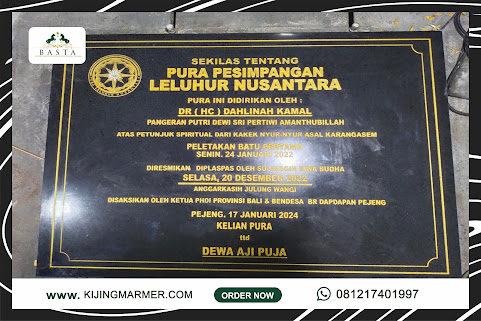 BASTA
SEKILAS TENTANG
PURA PESIMPANGAN
LELUHUR NUSANTARA
PURA INI DIDIRIKAN OLEH :
DR ( HC ) DAHLINAH KAMAL
PANGERAN PUTRI DEWI SRI PERTIWI AMANTHUBILLAH
ATAS PETUNJUK SPIRITUAL DARI KAKEK NYUR-NYUR ASAL KARANGASEM
PELETAKAN BATU PERTAMA
SENIN, 24 JANUARI 2022
DIRESMIKAN DIPLASPAS OLEH BUDHA
SELASA, 20 DESEMBER 2022
ANGGARKASIH JULUNG WANGI
DISAKSIKAN OLEH KETUA PHDI PROVINSI BALI & BENDESA BR DAPDAPAN PEJENG
PEJENG, 17 JANUARI 2024
KELIAN PURA
ttd
DEWA AJI PUJA
WWW. KIJINGMARMER.COM
ORDER NOW
081217401997